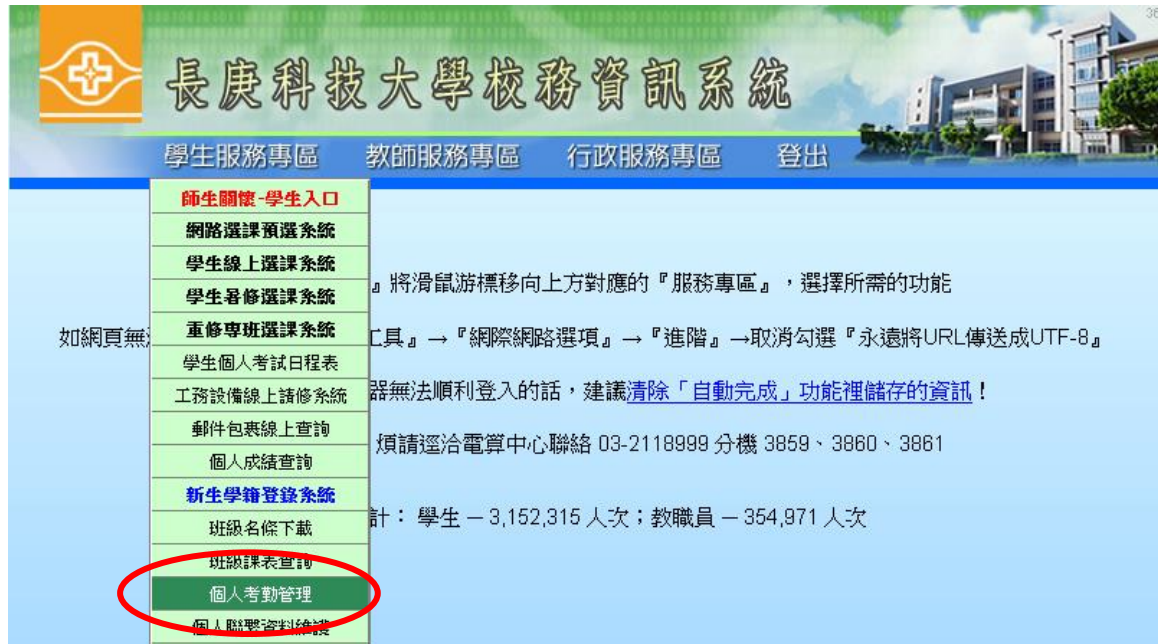 36
長庚科技大學校務資訊系統
學生服務專區 教師服務專區 行政服務專區 登出
師生關懷-學生入口
網路選課預選系統
學生線上選課系統
學生暑修選課系統
重修專班選課系統
學生個人考試日程表
工務設備線上請修系統
郵件包裹線上查詢
個人成績查詢
新生學籍登錄系統
班級名條下載
班級課表查詢
個人考勤管理
個人聯繫資料維護
』將滑鼠游標移向上方對應的『服務專區』，選擇所需的功能
如網頁無 工具』→『網際網路選項』→『進階』→取消勾選『永遠將URL傳送成UTF-8』
器無法順利登入的話，建議清除「自動完成」功能裡儲存的資訊！
煩請逕洽電算中心聯絡 03-2118999 分機 3859、3860、3861
計： 學生 — 3,152,315 人次；教職員 — 354,971 人次